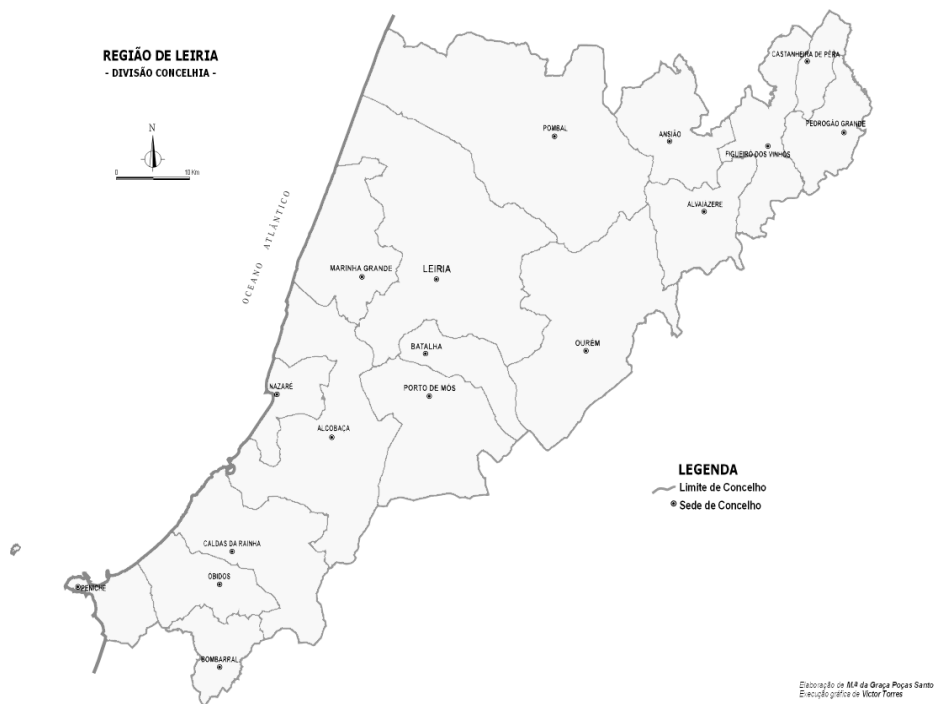 REGIÃO DE LEIRIA
- DIVISÃO CONCELHIA -
N
0 10 Km
OCEANO ATLÂNTICO
CASTANHEIRA DE PÊRA
PEDROGÃO GRANDE
POMBAL
ANSIÃO
FIGUEIRÓ DOS VINHOS
ALVAIAZERE
MARINHA GRANDE
LEIRIA
BATALHA
OURÉM
NAZARÉ
PORTO DE MÓS
ALCOBAÇA
LEGENDA
Limite de Concelho
Sede de Concelho
CALDAS DA RAINHA
ÓBIDOS
PENICHE
BOMBARRAL
Elaboração de M.ª da Graça Poças Santo
Execução gráfica de Victor Torres